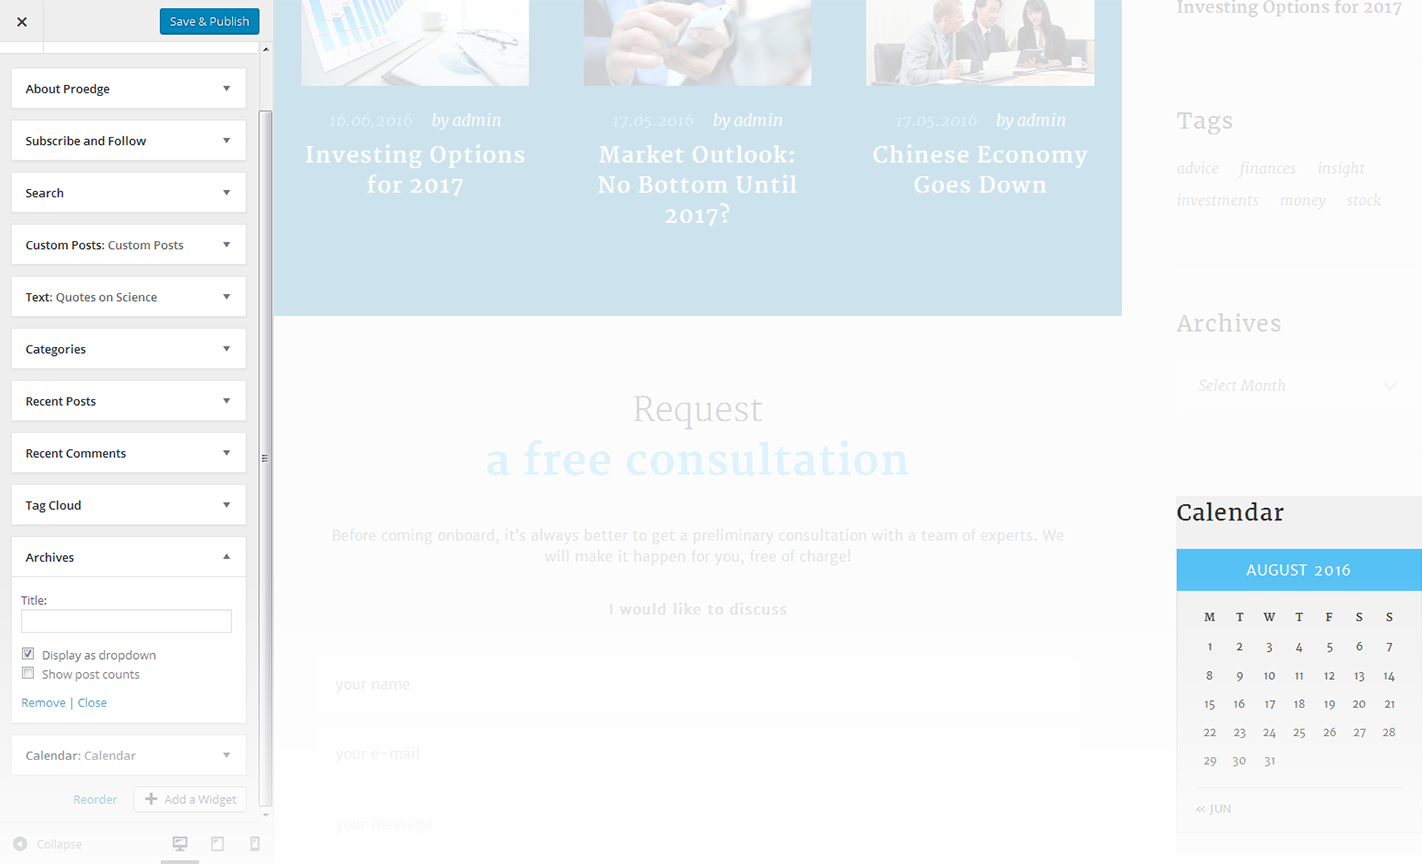 Save & Publish
About Proedge
Subscribe and Follow
Search
Custom Posts: Custom Posts
Text: Quotes on Science
Categories
Recent Posts
Recent Comments
Tag Cloud
Archives
Title:
Display as dropdown
Show post counts
Remove | Close
Calendar: Calendar
Reorder
Add a Widget
Collapse
16.06.2016 by admin
Investing Options
for 2017
17.05.2016 by admin
Market Outlook:
No Bottom Until
2017?
17.05.2016 by admin
Chinese Economy
Goes Down
Request
a free consultation
Before coming onboard, it's always better to get a preliminary consultation with a team of experts. We
will make it happen for you, free of charge!
I would like to discuss
your name
your e-mail
your message
Investing Options for 2017
Tags
advice finances insight
investments money stock
Archives
Select Month
Calendar
AUGUST 2016
M T W T F S S
1 2 3 4 5 6 7
8 9 10 11 12 13 14
15 16 17 18 19 20 21
22 23 24 25 26 27 28
29 30 31
« JUN